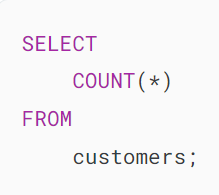 SELECT
    COUNT(*)
FROM
    customers;